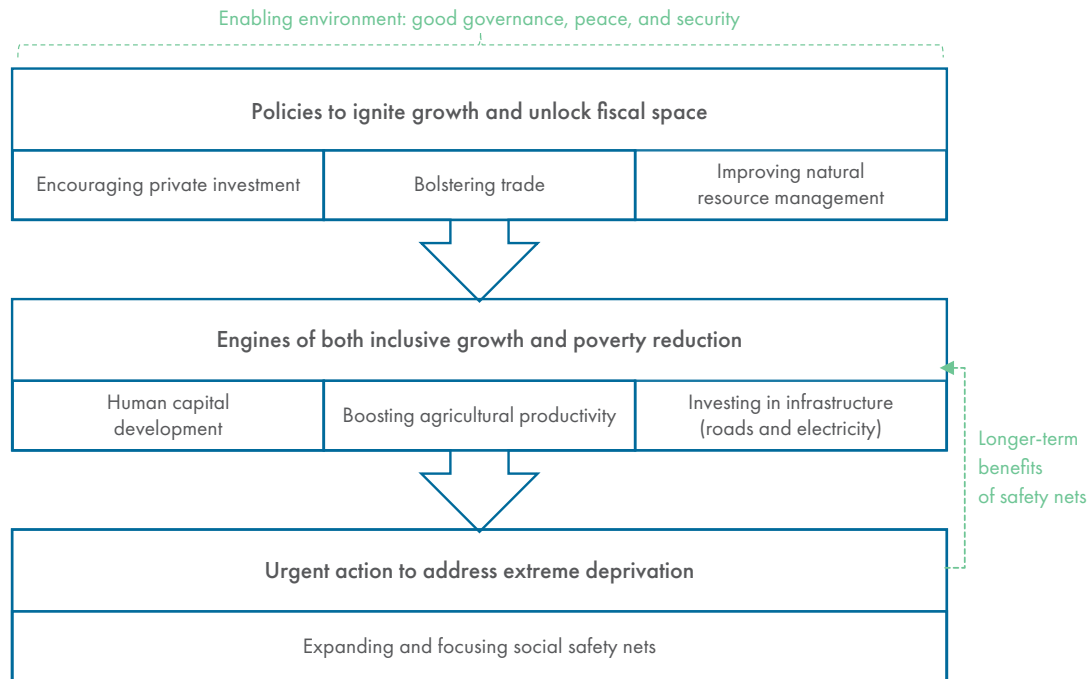 Enabling environment: good governance, peace, and security
Policies to ignite growth and unlock fiscal space
Encouraging private investment
Bolstering trade
Improving natural
resource management
Engines of both inclusive growth and poverty reduction
Human capital
development
Boosting agricultural productivity
Investing in infrastructure
(roads and electricity)
Longer-term
benefits
of safety nets
Urgent action to address extreme deprivation
Expanding and focusing social safety nets